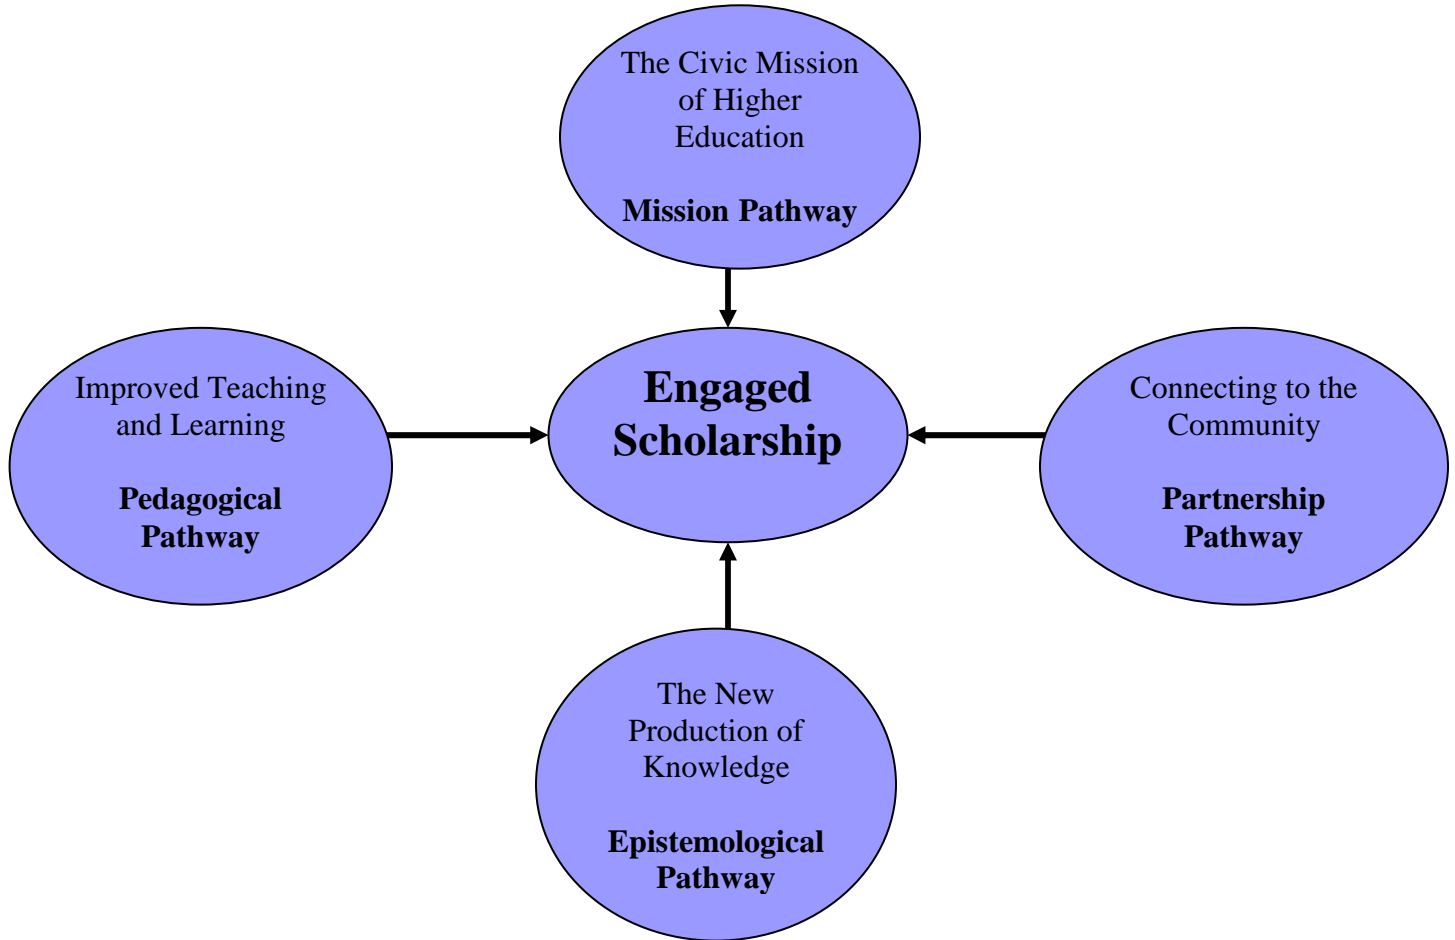 The Civic Mission
of Higher
Education
Mission Pathway
Improved Teaching
and Learning
Pedagogical
Pathway
Engaged
Scholarship
Connecting to the
Community
Partnership
Pathway
The New
Production of
Knowledge
Epistemological
Pathway